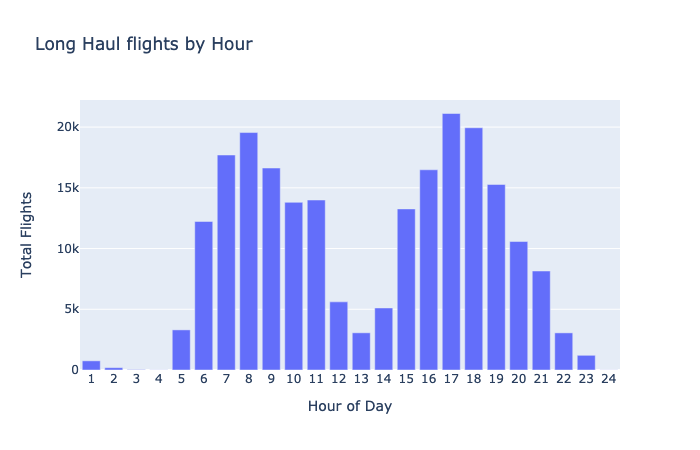 Long Haul flights by Hour
Total Flights
20k
15k
10k
5k
0
1 2 3 4 5 6 7 8 9 10 11 12 13 14 15 16 17 18 19 20 21 22 23 24
Hour of Day